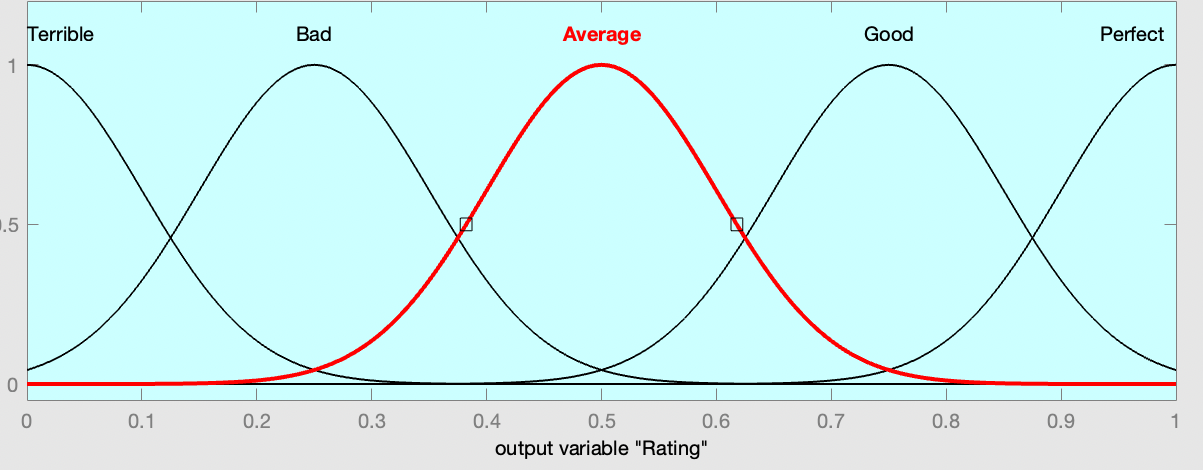 Terrible Bad Average Good Perfect
1
0.5
0
0 0.1 0.2 0.3 0.4 0.5 0.6 0.7 0.8 0.9 1
output variable "Rating"